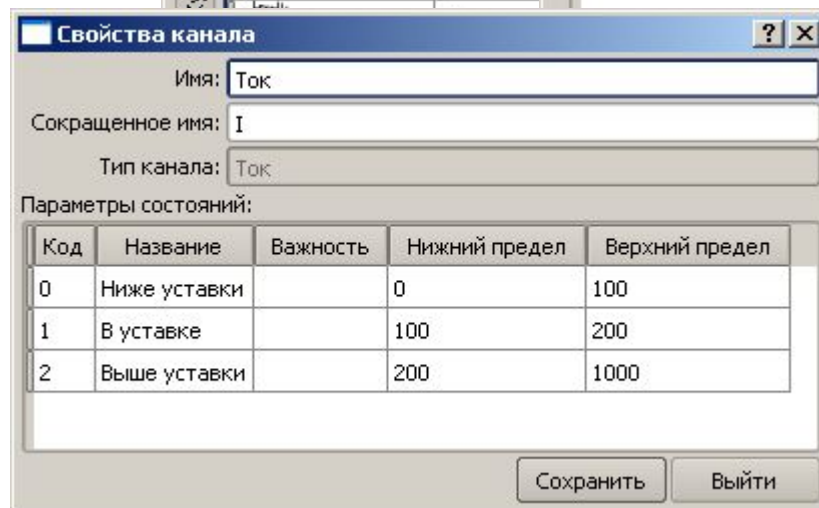 Свойства канала
Имя: Ток
Сокращенное имя: I
Тип канала: Ток
Параметры состояний:
Код Название Важность Нижний предел Верхний предел
0 Ниже уставки 0 100
1 В уставке 100 200
2 Выше уставки 200 1000
Сохранить Выйти